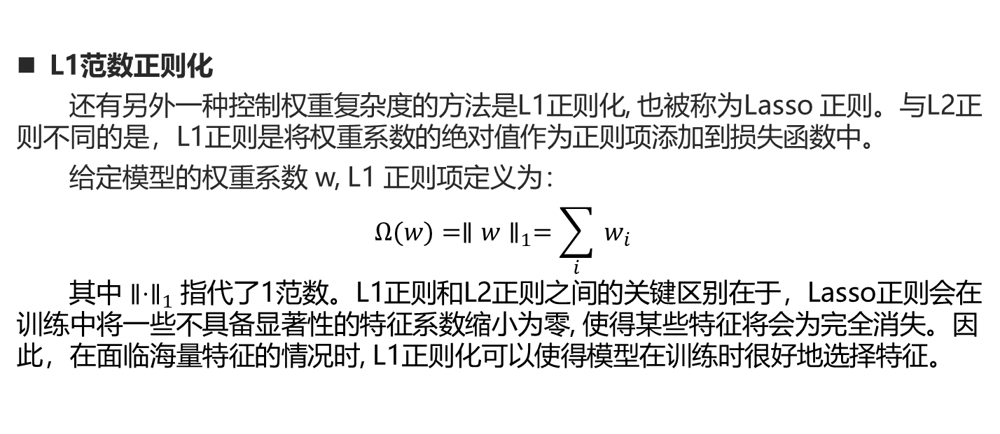 ■ L1范数正则化
还有另外一种控制权重复杂度的方法是L1正则化, 也被称为Lasso 正则。与L2正
则不同的是，L1正则是将权重系数的绝对值作为正则项添加到损失函数中。
给定模型的权重系数 w, L1 正则项定义为：
Ω(w) =∥ w ∥₁= ∑ᵢ wᵢ
其中 ∥·∥₁ 指代了1范数。L1正则和L2正则之间的关键区别在于，Lasso正则会在
训练中将一些不具备显著性的特征系数缩小为零, 使得某些特征将会为完全消失。因
此，在面临海量特征的情况时, L1正则化可以使得模型在训练时很好地选择特征。